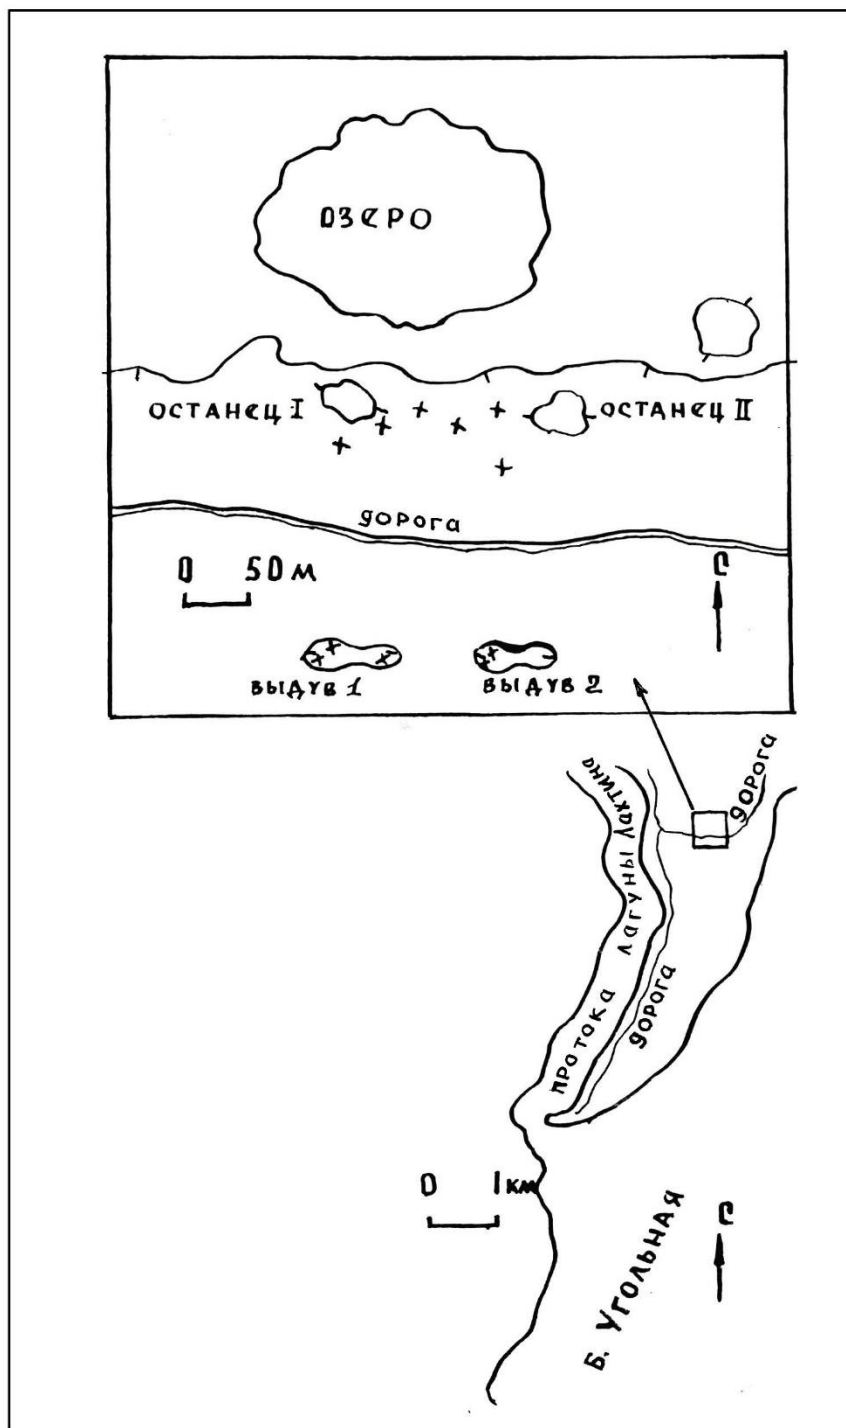 ОЗЕРО
ОСТАНЕЦ I
ОСТАНЕЦ II
дорога
0 50 м
С
ВЫДУВ 1
ВЫДУВ 2
дорога
протока лагуны Лахтина
дорога
0 1 км
С
Б. УГОЛЬНАЯ